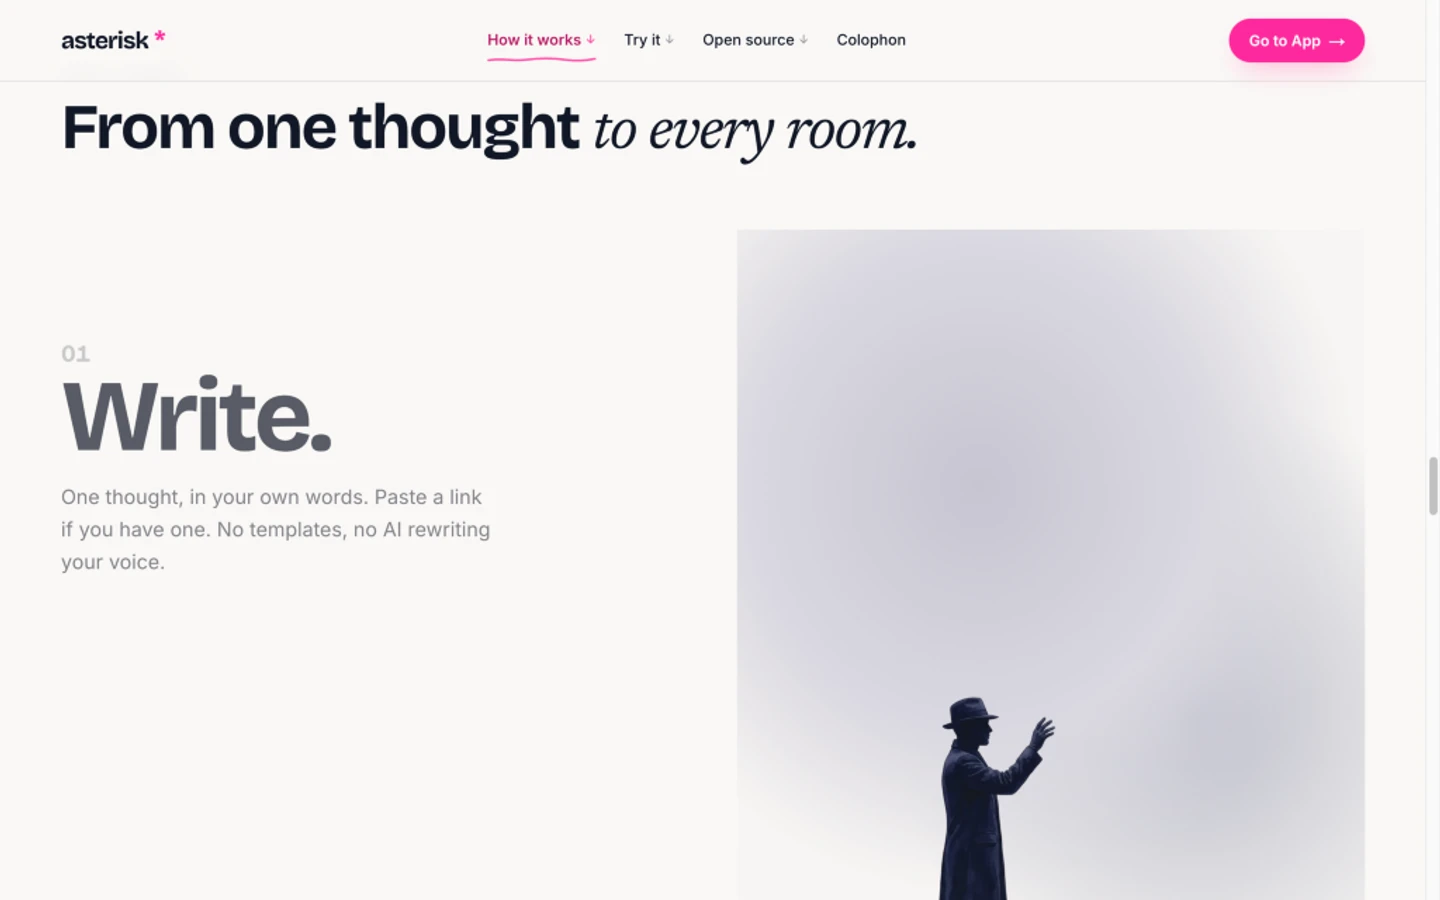 asterisk *
How it works ↓
Try it ↓
Open source ↓
Colophon
Go to App →
From one thought to every room.
01
Write.
One thought, in your own words. Paste a link
if you have one. No templates, no AI rewriting
your voice.